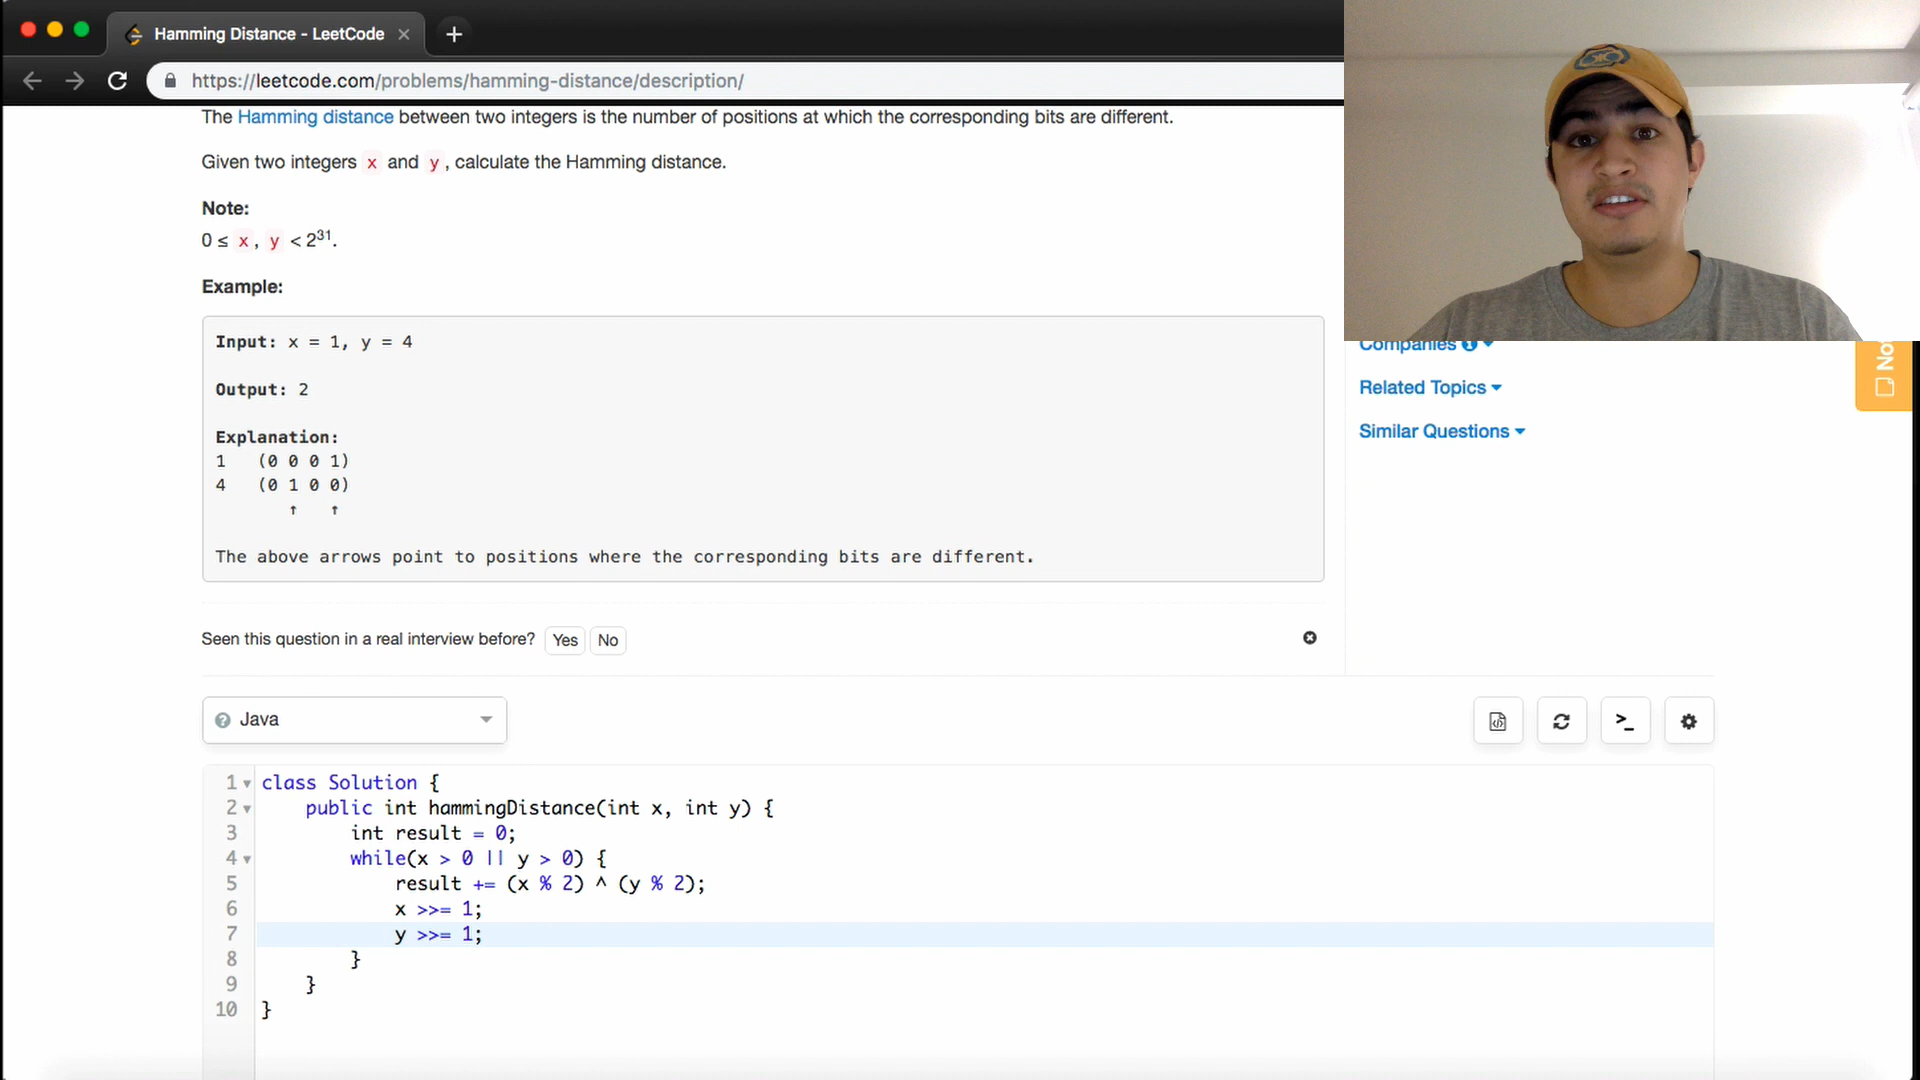 Hamming Distance - LeetCode
https://leetcode.com/problems/hamming-distance/description/
The Hamming distance between two integers is the number of positions at which the corresponding bits are different.
Given two integers x and y, calculate the Hamming distance.
Note:
0 ≤ x, y < 2³¹.
Example:
Input: x = 1, y = 4
Output: 2
Explanation:
1 (0 0 0 1)
4 (0 1 0 0)
↑ ↑
The above arrows point to positions where the corresponding bits are different.
Companies
Related Topics
Similar Questions
Seen this question in a real interview before? Yes No
Java
>_
1 class Solution {
2 public int hammingDistance(int x, int y) {
3 int result = 0;
4 while(x > 0 || y > 0) {
5 result += (x % 2) ^ (y % 2);
6 x >>= 1;
7 y >>= 1;
8 }
9 }
10 }